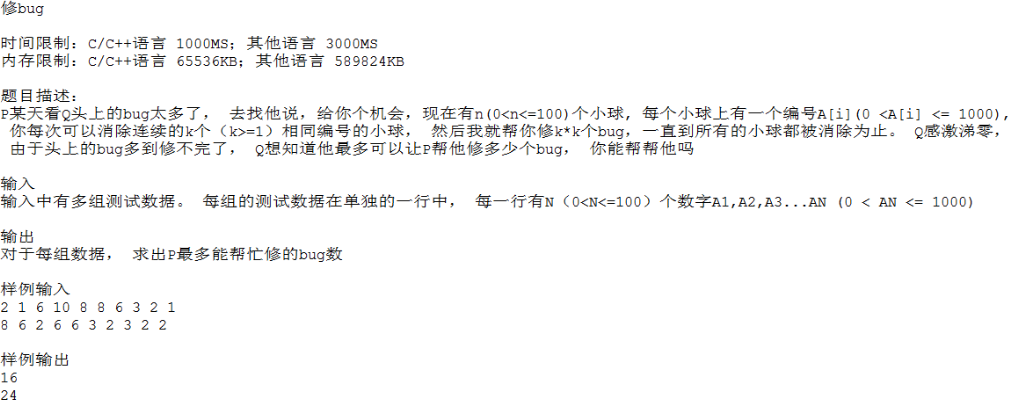 修bug
时间限制：C/C++语言 1000MS；其他语言 3000MS
内存限制：C/C++语言 65536KB；其他语言 589824KB
题目描述：
P某天看Q头上的bug太多了， 去找他说，给你个机会，现在有n(0<n<=100)个小球，每个小球上有一个编号A[i](0 <A[i] <= 1000)，
你每次可以消除连续的k个（k>=1）相同编号的小球， 然后我就帮你修k*k个bug，一直到所有的小球都被消除为止。 Q感激涕零，
由于头上的bug多到修不完了， Q想知道他最多可以让P帮他修多少个bug， 你能帮帮他吗
输入
输入中有多组测试数据。 每组的测试数据在单独的一行中， 每一行有N（0<N<=100）个数字A1,A2,A3...AN (0 < AN <= 1000)
输出
对于每组数据， 求出P最多能帮忙修的bug数
样例输入
2 1 6 10 8 8 6 3 2 1
8 6 2 6 6 3 2 3 2 2
样例输出
16
24